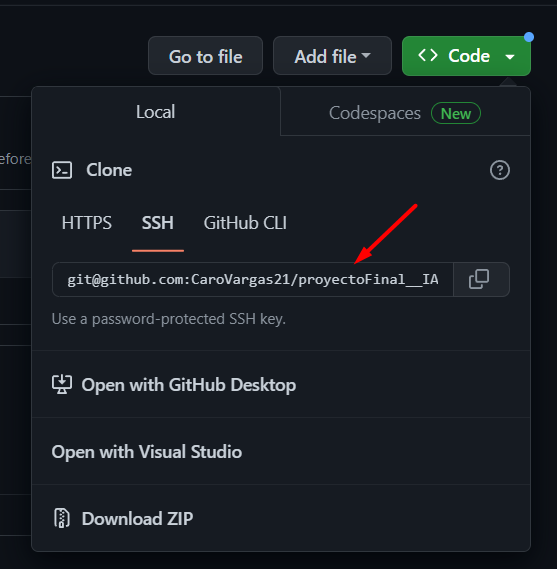 Go to file
Add file
Code
Local
Codespaces New
efore
Clone
HTTPS SSH GitHub CLI
git@github.com:CaroVargas21/proyectoFinal__IA
Use a password-protected SSH key.
Open with GitHub Desktop
Open with Visual Studio
Download ZIP